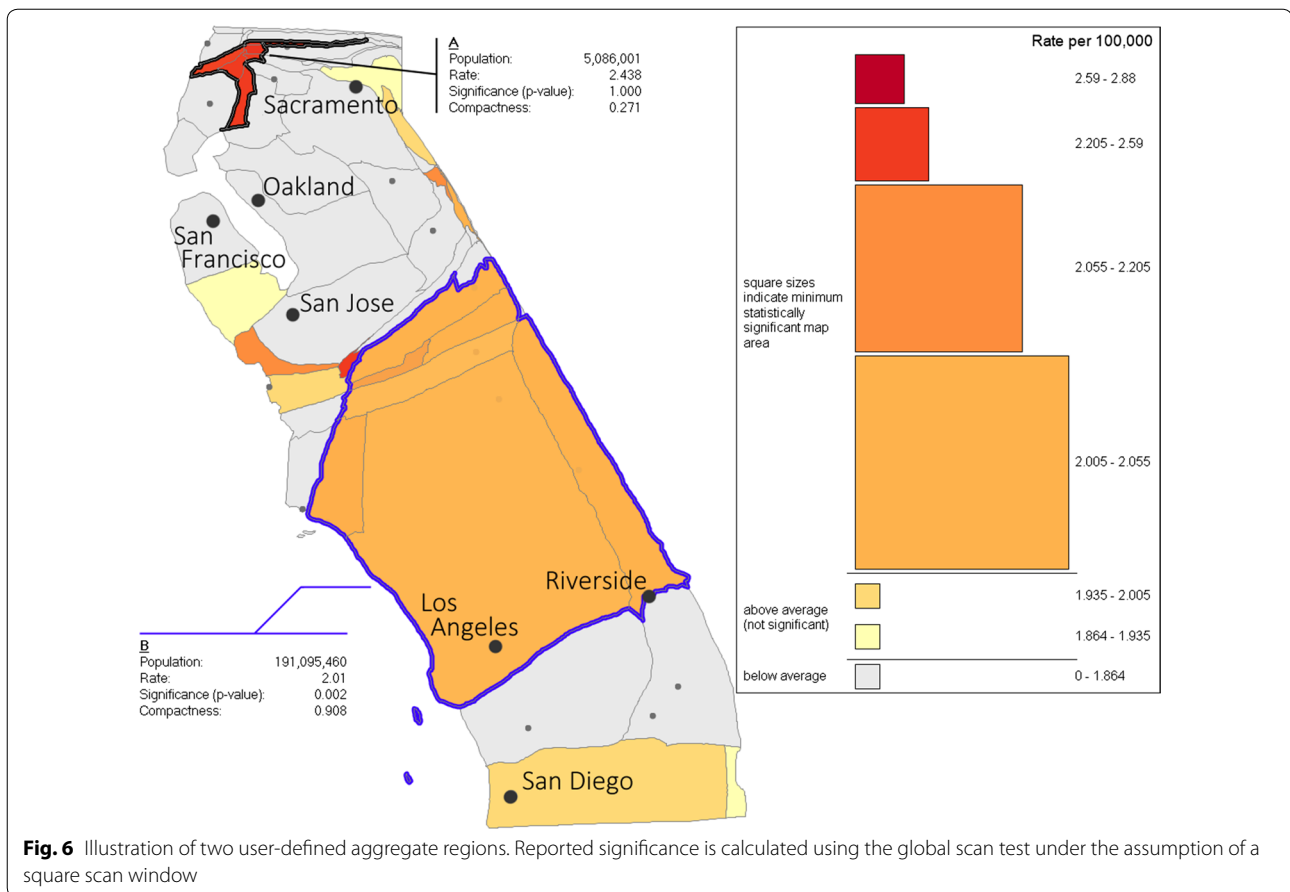 A
Population: 5,086,001
Rate: 2.438
Significance (p-value): 1.000
Compactness: 0.271
Sacramento
Oakland
San
Francisco
San Jose
Riverside
Los
Angeles
San Diego
B
Population: 191,095,460
Rate: 2.01
Significance (p-value): 0.002
Compactness: 0.908
Rate per 100,000
2.59 - 2.88
2.205 - 2.59
2.055 - 2.205
square sizes
indicate minimum
statistically
significant map
area
2.005 - 2.055
above average
(not significant)
1.935 - 2.005
1.864 - 1.935
below average
0 - 1.864
Fig. 6 Illustration of two user-defined aggregate regions. Reported significance is calculated using the global scan test under the assumption of a
square scan window